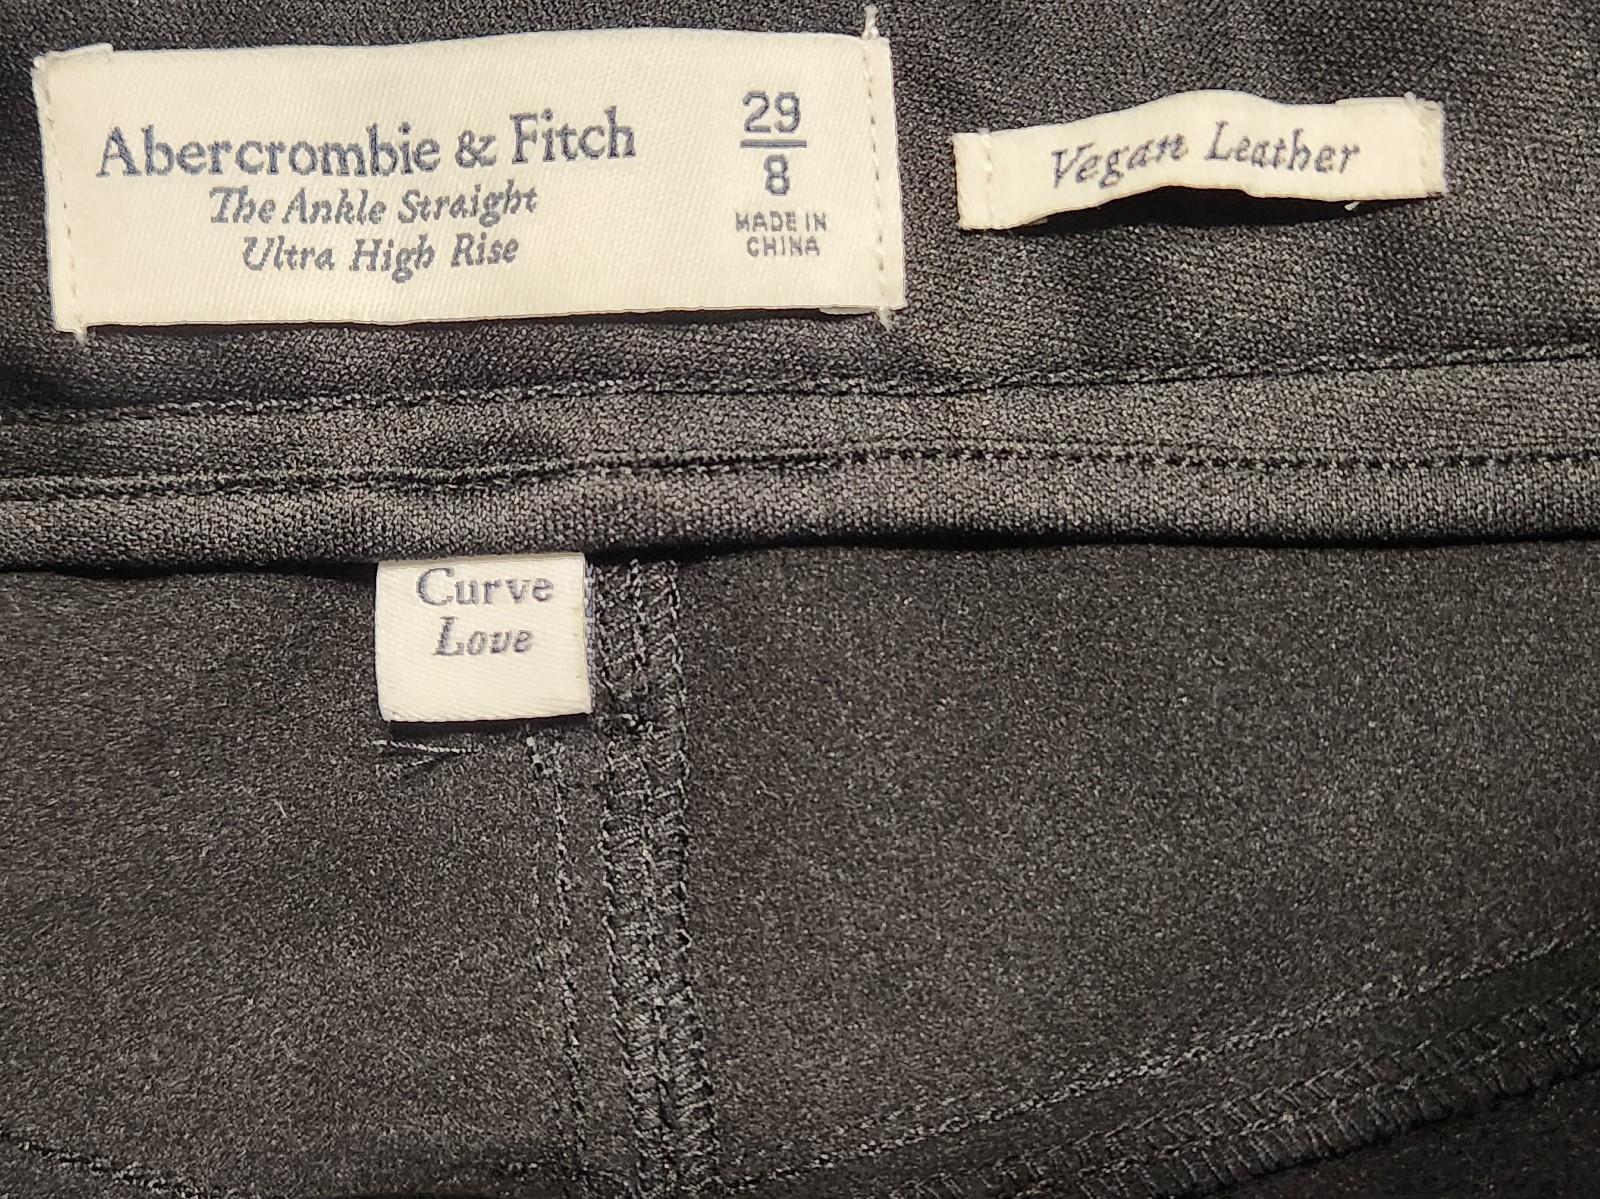 Abercrombie & Fitch
The Ankle Straight
Ultra High Rise
29
8
MADE IN
CHINA
Vegan Leather
Curve
Love